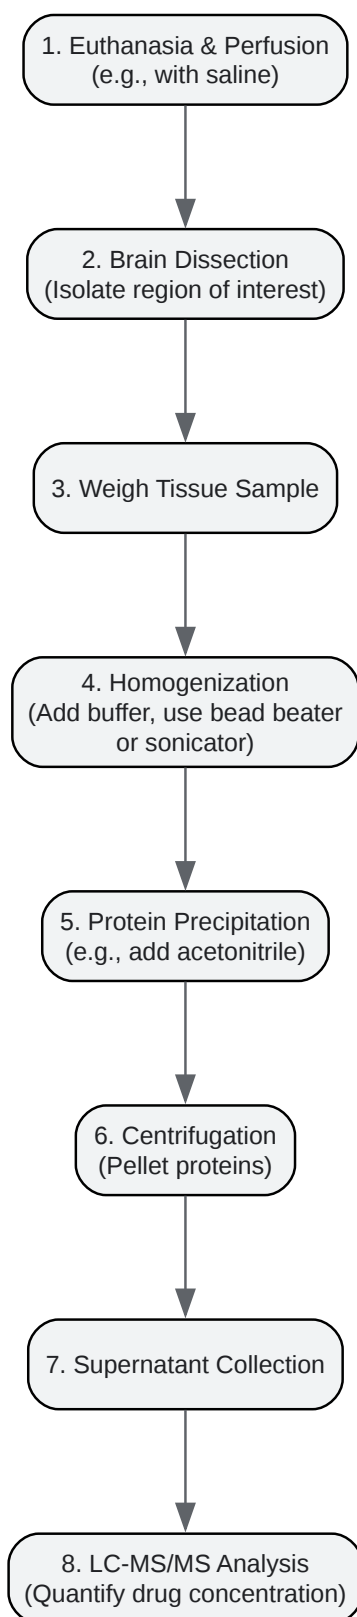 1. Euthanasia & Perfusion
(e.g., with saline)
2. Brain Dissection
(Isolate region of interest)
3. Weigh Tissue Sample
4. Homogenization
(Add buffer, use bead beater
or sonicator)
5. Protein Precipitation
(e.g., add acetonitrile)
6. Centrifugation
(Pellet proteins)
7. Supernatant Collection
8. LC-MS/MS Analysis
(Quantify drug concentration)